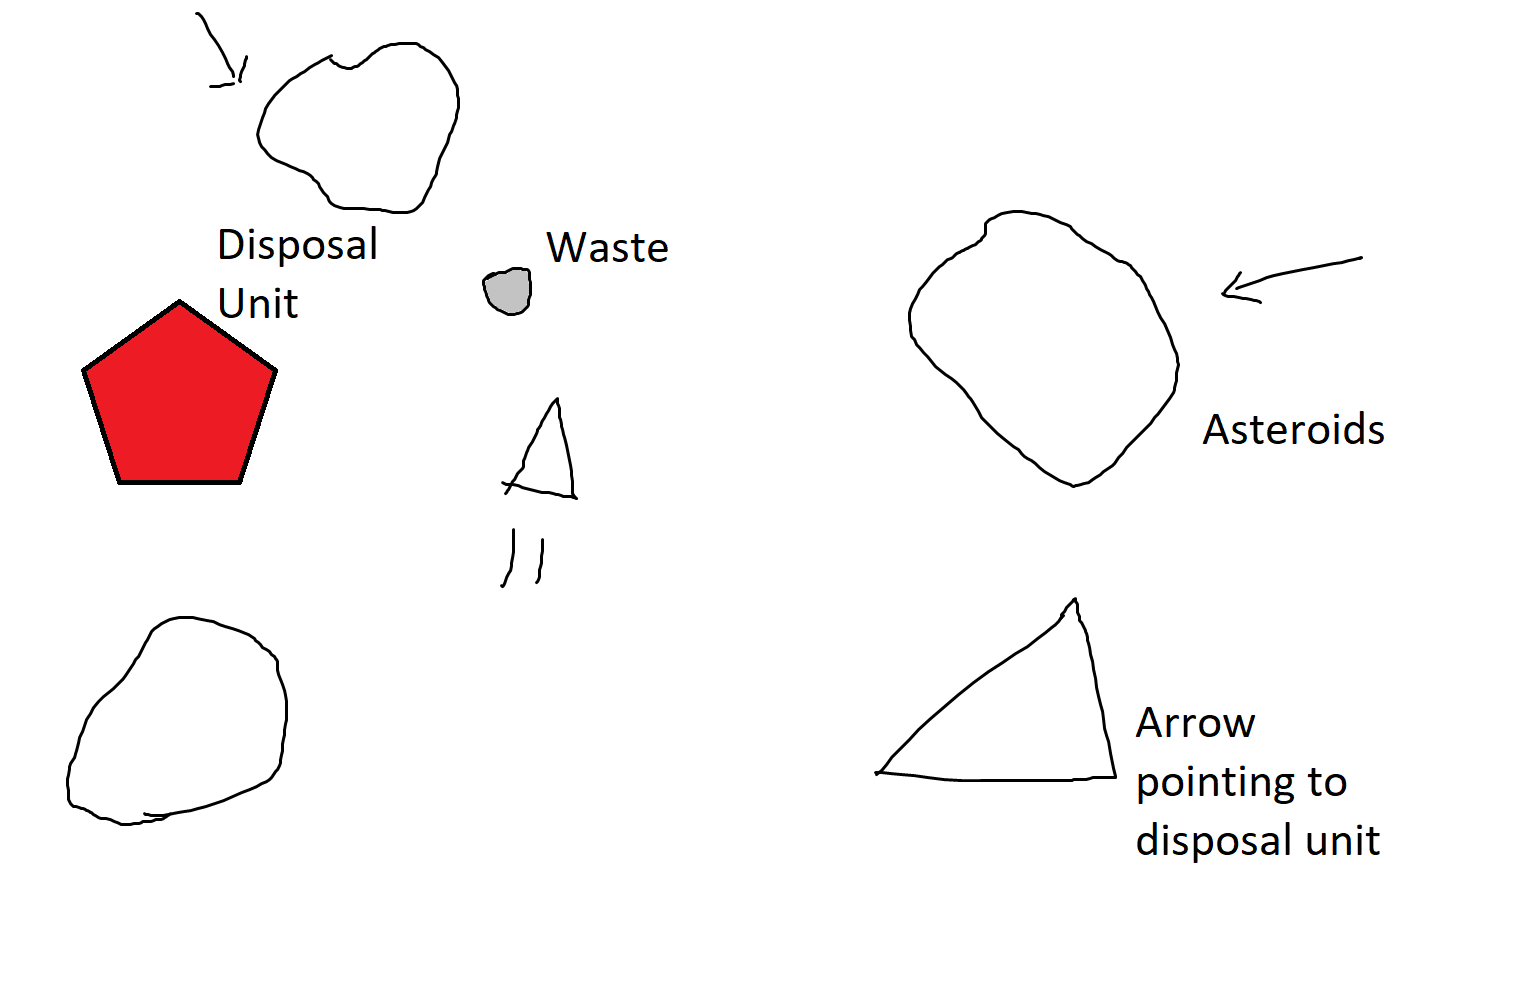 Disposal
Unit
Waste
Asteroids
Arrow
pointing to
disposal unit